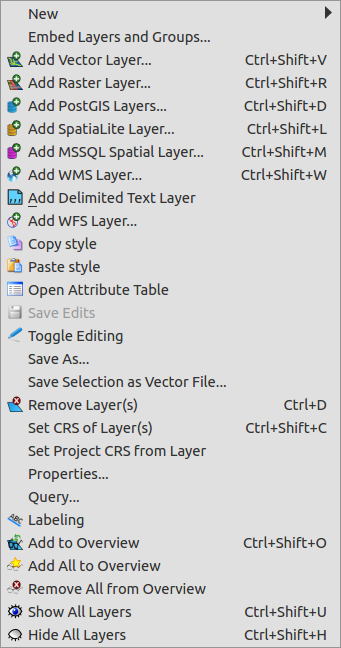 New
Embed Layers and Groups...
Add Vector Layer... Ctrl+Shift+V
Add Raster Layer... Ctrl+Shift+R
Add PostGIS Layers... Ctrl+Shift+D
Add SpatiaLite Layer... Ctrl+Shift+L
Add MSSQL Spatial Layer... Ctrl+Shift+M
Add WMS Layer... Ctrl+Shift+W
Add Delimited Text Layer
Add WFS Layer...
Copy style
Paste style
Open Attribute Table
Save Edits
Toggle Editing
Save As...
Save Selection as Vector File...
Remove Layer(s) Ctrl+D
Set CRS of Layer(s) Ctrl+Shift+C
Set Project CRS from Layer
Properties...
Query...
Labeling
Add to Overview Ctrl+Shift+O
Add All to Overview
Remove All from Overview
Show All Layers Ctrl+Shift+U
Hide All Layers Ctrl+Shift+H